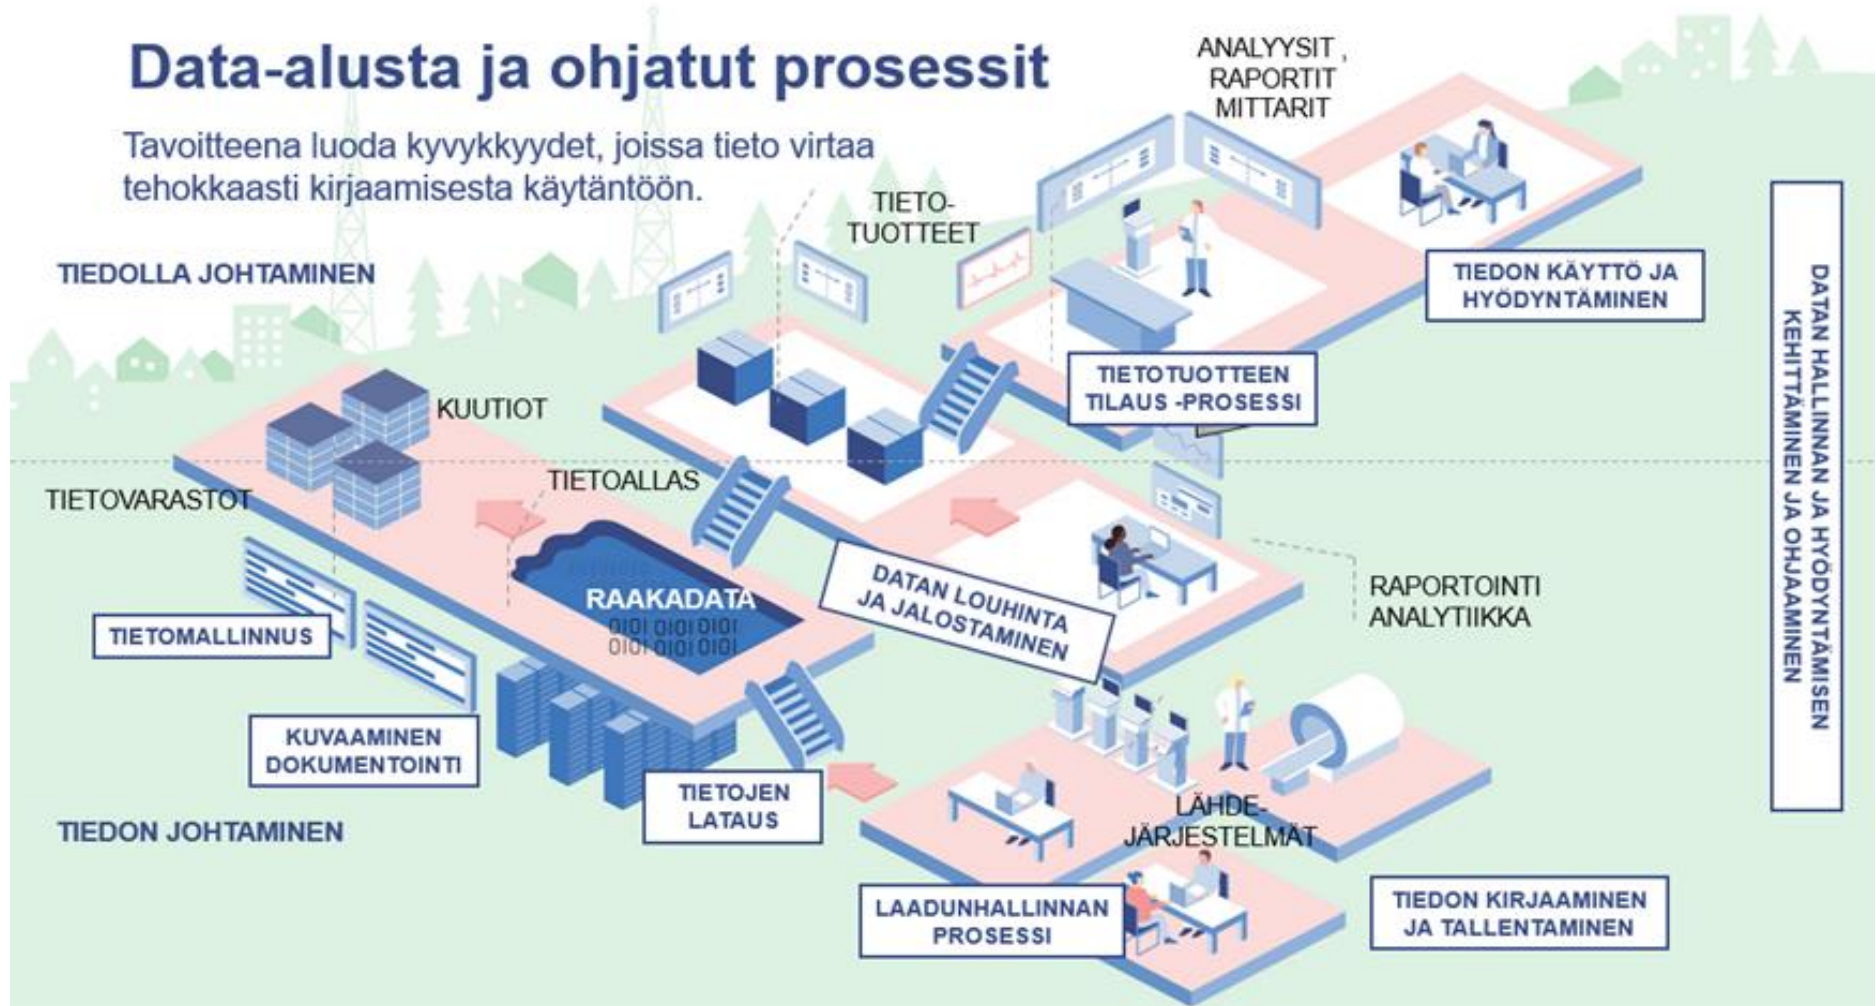 Data-alusta ja ohjatut prosessit
Tavoitteena luoda kyvykkyydet, joissa tieto virtaa
tehokkaasti kirjaamisesta käytäntöön.
ANALYYSIT ,
RAPORTIT
MITTARIT
TIETO-
TUOTTEET
TIEDOLLA JOHTAMINEN
TIEDON KÄYTTÖ JA
HYÖDYNTÄMINEN
TIETOTUOTTEEN
TILAUS -PROSESSI
KUUTIOT
TIETOALLAS
TIETOVARASTOT
RAAKADATA
0101 0101 0101
0101 0101 0101
DATAN LOUHINTA
JA JALOSTAMINEN
RAPORTOINTI
ANALYTIIKKA
TIETOMALLINNUS
KUVAAMINEN
DOKUMENTOINTI
TIETOJEN
LATAUS
TIEDON JOHTAMINEN
LÄHDE-
JÄRJESTELMÄT
LAADUNHALLINNAN
PROSESSI
TIEDON KIRJAAMINEN
JA TALLENTAMINEN
DATAN HALLINNAN JA HYÖDYNTÄMISEN
KEHITTÄMINEN JA OHJAAMINEN